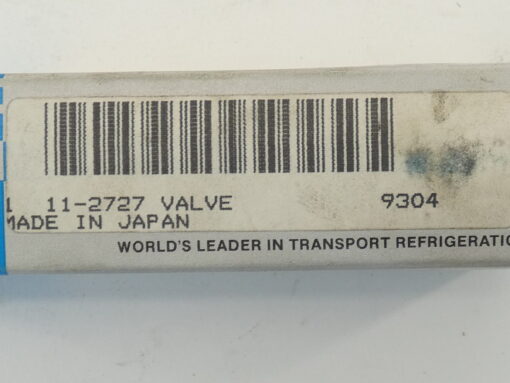 1 11-2727 VALVE 9304
MADE IN JAPAN
WORLD'S LEADER IN TRANSPORT REFRIGERATIO